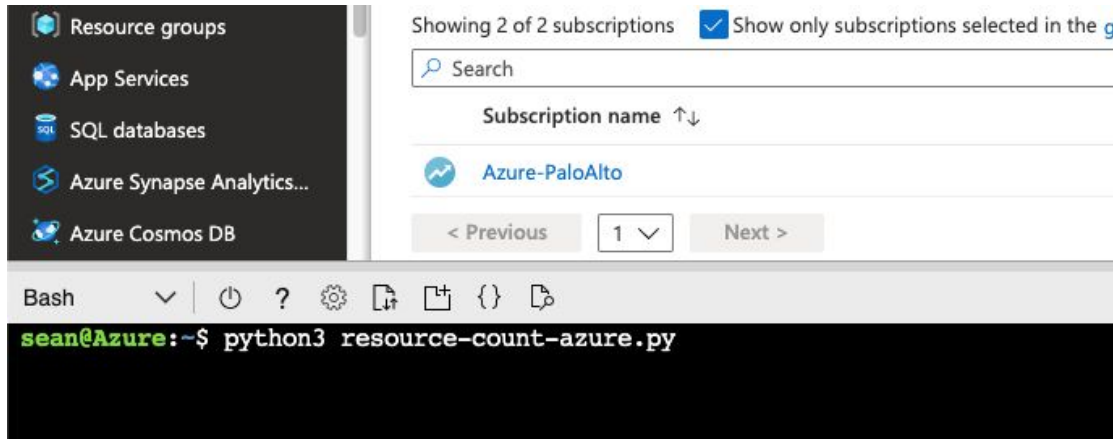 Resource groups
App Services
SQL databases
Azure Synapse Analytics...
Azure Cosmos DB
Showing 2 of 2 subscriptions
Show only subscriptions selected in the g
Search
Subscription name ↑↓
Azure-PaloAlto
< Previous
1
Next >
Bash
?
{}
sean@Azure:~$ python3 resource-count-azure.py